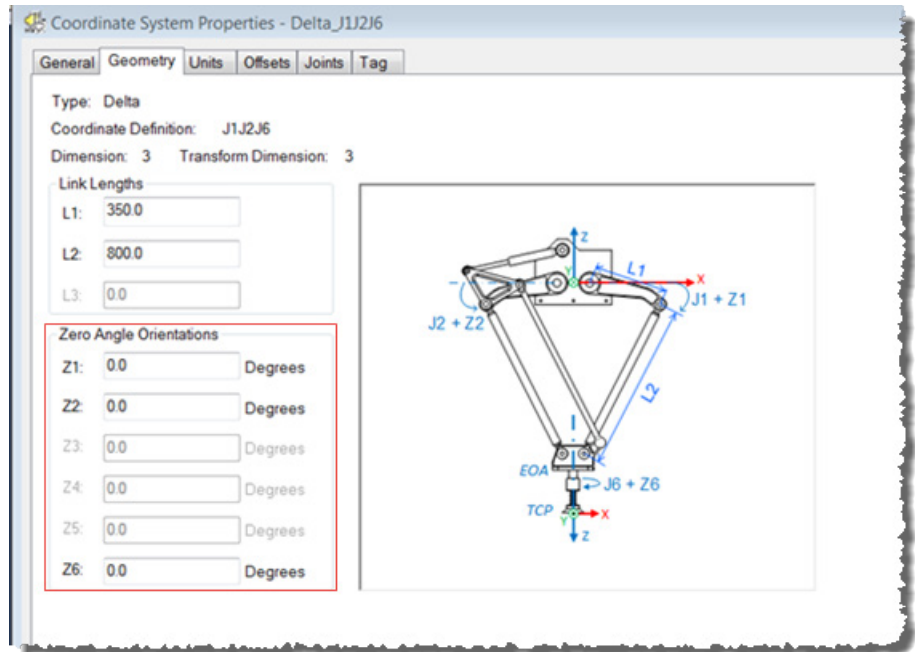 Coordinate System Properties - Delta_J1J2J6
General Geometry Units Offsets Joints Tag
Type: Delta
Coordinate Definition: J1J2J6
Dimension: 3 Transform Dimension: 3
Link Lengths
L1: 350.0
L2: 800.0
L3: 0.0
Zero Angle Orientations
Z1: 0.0 Degrees
Z2: 0.0 Degrees
Z3: 0.0 Degrees
Z4: 0.0 Degrees
Z5: 0.0 Degrees
Z6: 0.0 Degrees
Z
Y
L1
X
J1 + Z1
J2 + Z2
L2
EOA
J6 + Z6
TCP
Y
X
Z